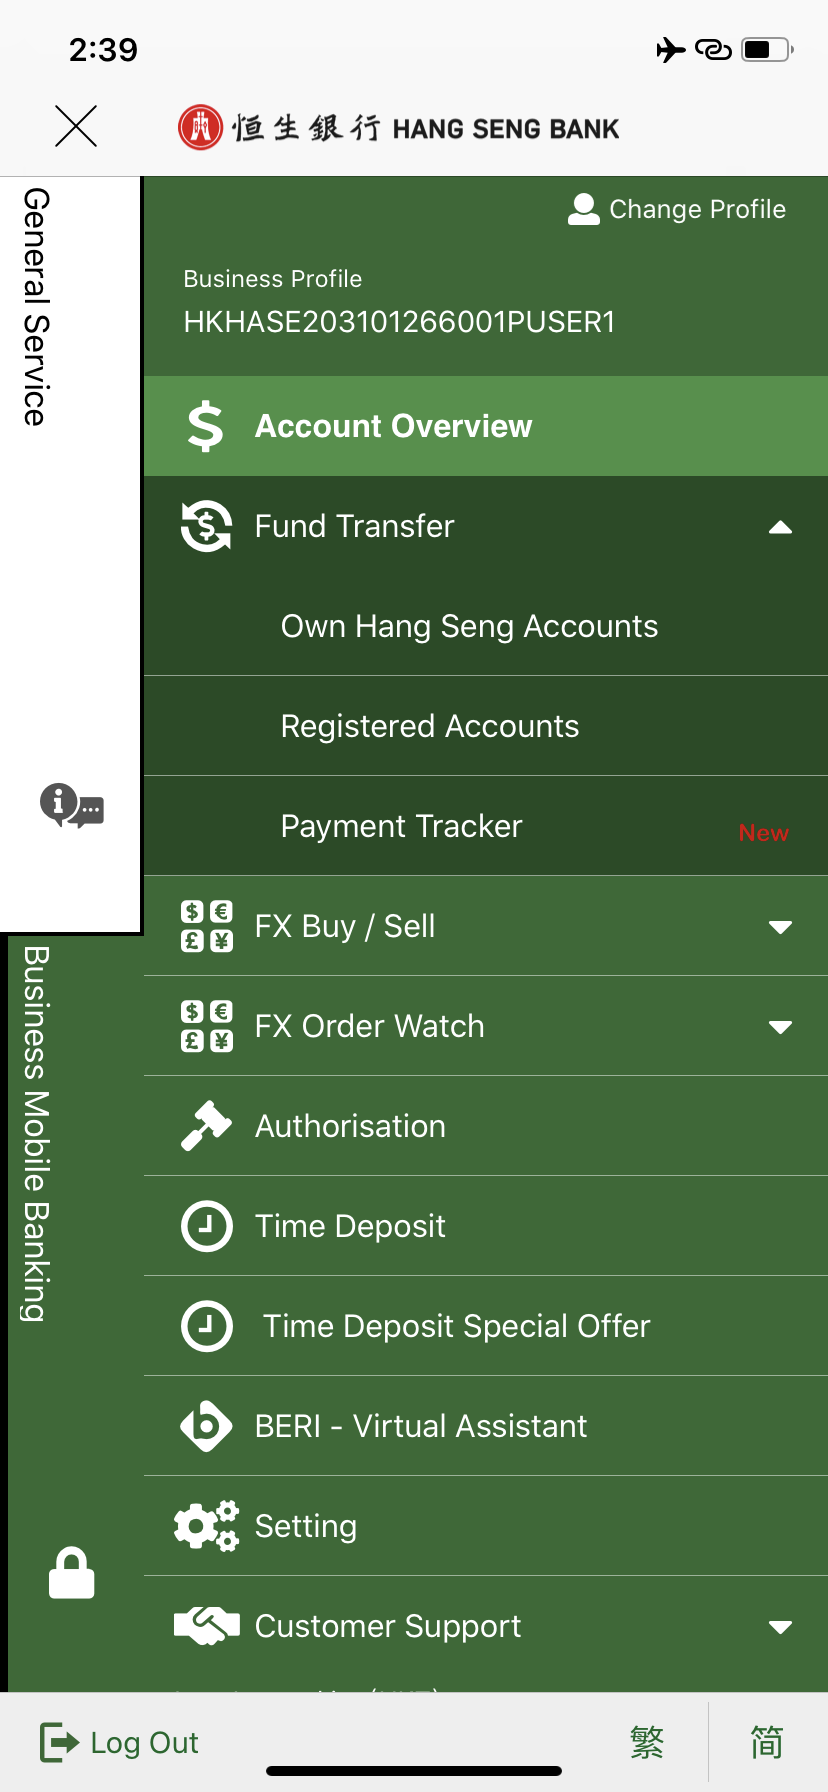 2:39
恒生銀行 HANG SENG BANK
General Service
Change Profile
Business Profile
HKHASE203101266001PUSER1
Account Overview
Fund Transfer
Own Hang Seng Accounts
Registered Accounts
Payment Tracker
New
FX Buy / Sell
Business Mobile Banking
FX Order Watch
Authorisation
Time Deposit
Time Deposit Special Offer
BERI - Virtual Assistant
Setting
Customer Support
Log Out
繁
简